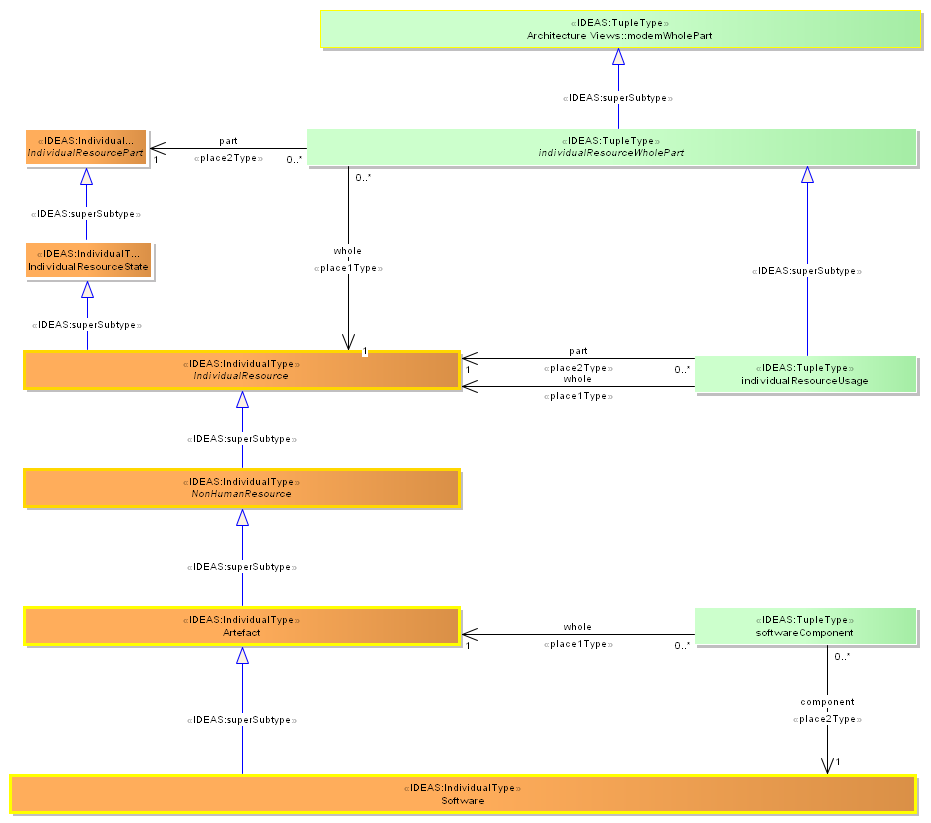 «IDEAS:TupleType»
Architecture Views::modemWholePart
«IDEAS:superSubtype»
«IDEAS:Individual...
IndividualResourcePart
part
«place2Type»
1
0..*
«IDEAS:TupleType»
individualResourceWholePart
0..*
«IDEAS:superSubtype»
«IDEAS:IndividualT...
IndividualResourceState
whole
«place1Type»
«IDEAS:superSubtype»
«IDEAS:superSubtype»
1
«IDEAS:IndividualType»
IndividualResource
part
«place2Type»
1
0..*
whole
«place1Type»
«IDEAS:TupleType»
individualResourceUsage
«IDEAS:superSubtype»
«IDEAS:IndividualType»
NonHumanResource
«IDEAS:superSubtype»
«IDEAS:IndividualType»
Artefact
whole
«place1Type»
1
0..*
«IDEAS:TupleType»
softwareComponent
0..*
component
«place2Type»
1
«IDEAS:superSubtype»
«IDEAS:IndividualType»
Software